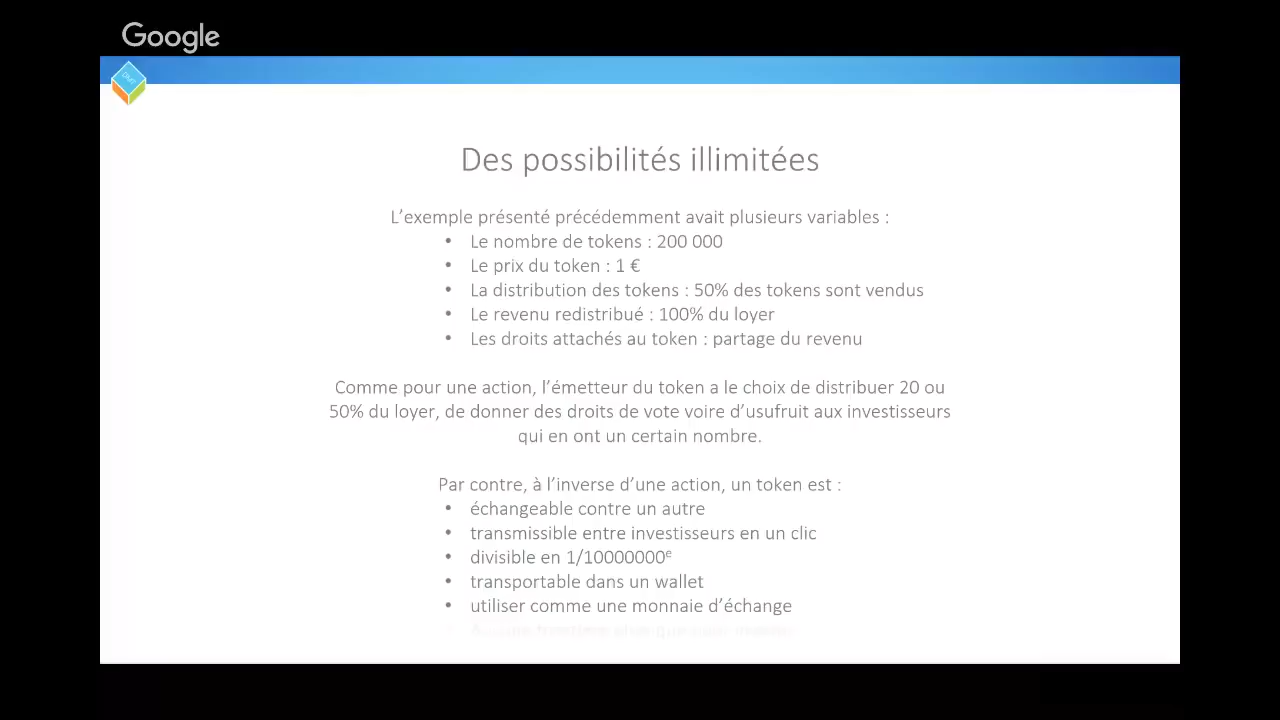 Google
Des possibilités illimitées
L’exemple présenté précédemment avait plusieurs variables :
• Le nombre de tokens : 200 000
• Le prix du token : 1 €
• La distribution des tokens : 50% des tokens sont vendus
• Le revenu redistribué : 100% du loyer
• Les droits attachés au token : partage du revenu
Comme pour une action, l’émetteur du token a le choix de distribuer 20 ou
50% du loyer, de donner des droits de vote voire d’usufruit aux investisseurs
qui en ont un certain nombre.
Par contre, à l’inverse d’une action, un token est :
• échangeable contre un autre
• transmissible entre investisseurs en un clic
• divisible en 1/10000000ᵉ
• transportable dans un wallet
• utiliser comme une monnaie d’échange